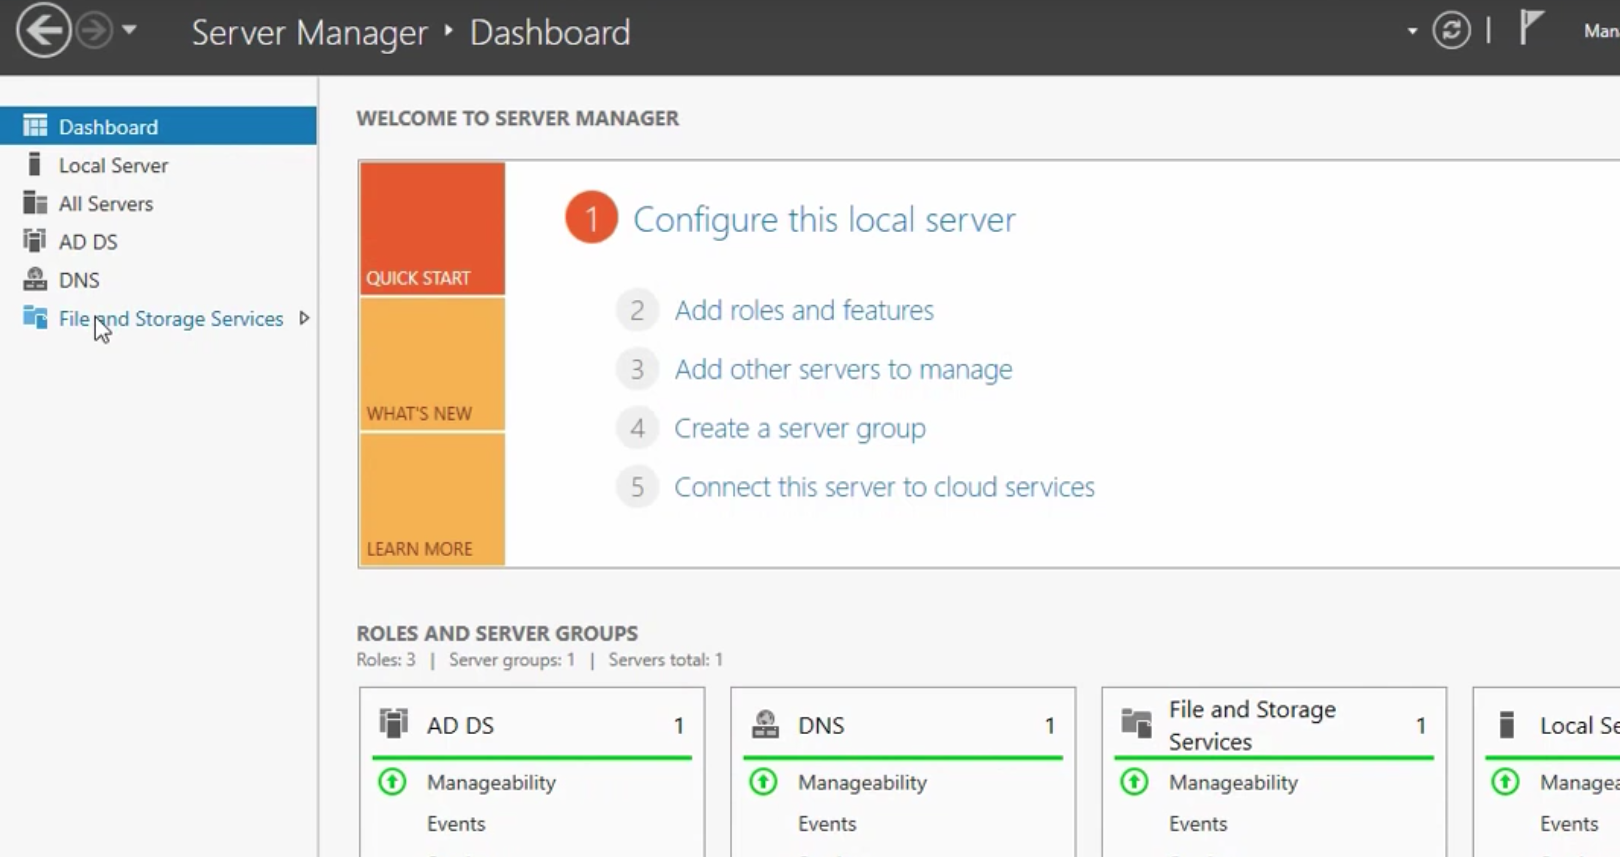 Server Manager ‣ Dashboard
Dashboard
Local Server
All Servers
AD DS
DNS
File and Storage Services
WELCOME TO SERVER MANAGER
QUICK START
WHAT'S NEW
LEARN MORE
1 Configure this local server
2 Add roles and features
3 Add other servers to manage
4 Create a server group
5 Connect this server to cloud services
ROLES AND SERVER GROUPS
Roles: 3 | Server groups: 1 | Servers total: 1
AD DS 1
Manageability
Events
DNS 1
Manageability
Events
File and Storage
Services 1
Manageability
Events
Local
Events